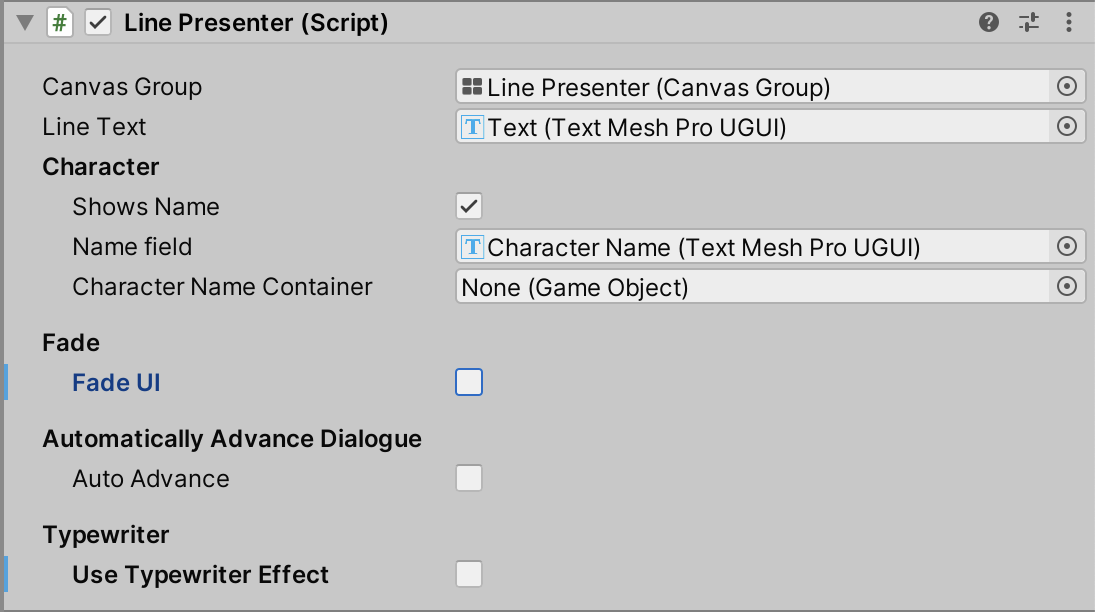 # Line Presenter (Script)
Canvas Group Line Presenter (Canvas Group)
Line Text T Text (Text Mesh Pro UGUI)
Character
Shows Name
Name field T Character Name (Text Mesh Pro UGUI)
Character Name Container None (Game Object)
Fade
Fade UI
Automatically Advance Dialogue
Auto Advance
Typewriter
Use Typewriter Effect